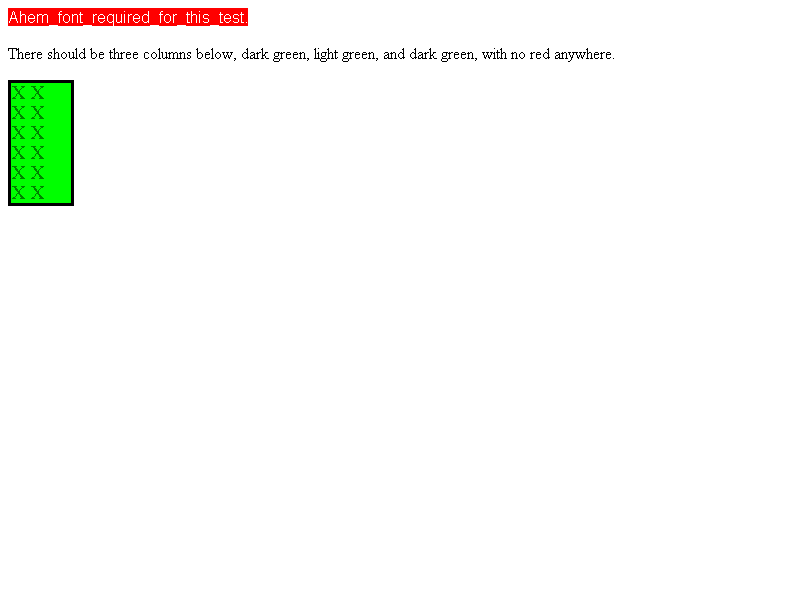 Ahem_font_required_for_this_test.
There should be three columns below, dark green, light green, and dark green, with no red anywhere.
X X
X X
X X
X X
X X
X X